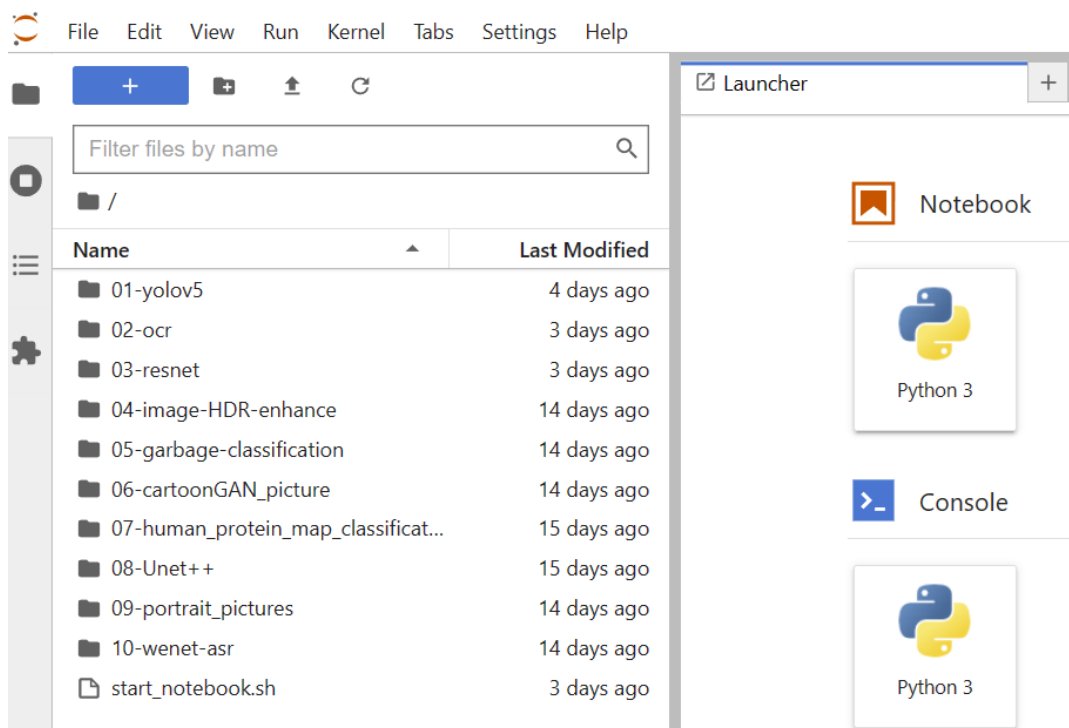 File Edit View Run Kernel Tabs Settings Help
+
Filter files by name
/
Name Last Modified
01-yolov5 4 days ago
02-ocr 3 days ago
03-resnet 3 days ago
04-image-HDR-enhance 14 days ago
05-garbage-classification 14 days ago
06-cartoonGAN_picture 14 days ago
07-human_protein_map_classificat... 15 days ago
08-Unet++ 15 days ago
09-portrait_pictures 14 days ago
10-wenet-asr 14 days ago
start_notebook.sh 3 days ago
Launcher +
Notebook
Python 3
Console
Python 3